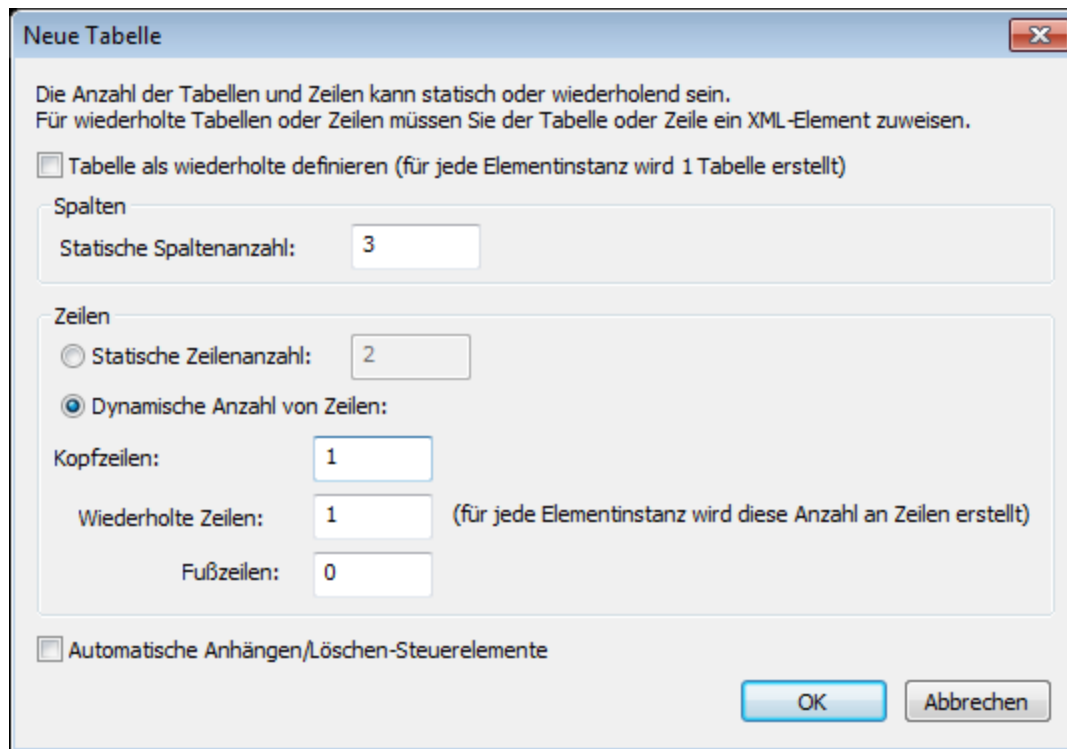 Neue Tabelle
Die Anzahl der Tabellen und Zeilen kann statisch oder wiederholend sein.
Für wiederholte Tabellen oder Zeilen müssen Sie der Tabelle oder Zeile ein XML-Element zuweisen.
Tabelle als wiederholte definieren (für jede Elementinstanz wird 1 Tabelle erstellt)
Spalten
Statische Spaltenanzahl: 3
Zeilen
Statische Zeilenanzahl: 2
Dynamische Anzahl von Zeilen:
Kopfzeilen: 1
Wiederholte Zeilen: 1 (für jede Elementinstanz wird diese Anzahl an Zeilen erstellt)
Fußzeilen: 0
Automatische Anhängen/Löschen-Steuerelemente
OK Abbrechen